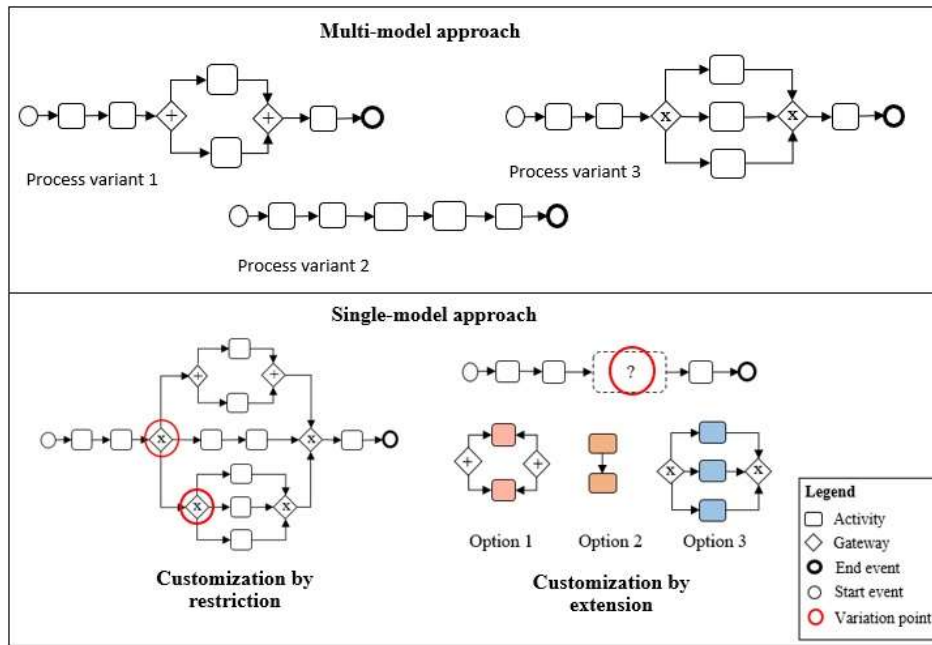 Multi-model approach
+
+
Process variant 1
x
x
Process variant 3
Process variant 2
Single-model approach
+
+
x
x
x
x
Customization by
restriction
?
+
+
x
x
Option 1
Option 2
Option 3
Customization by
extension
Legend
Activity
Gateway
End event
Start event
Variation point